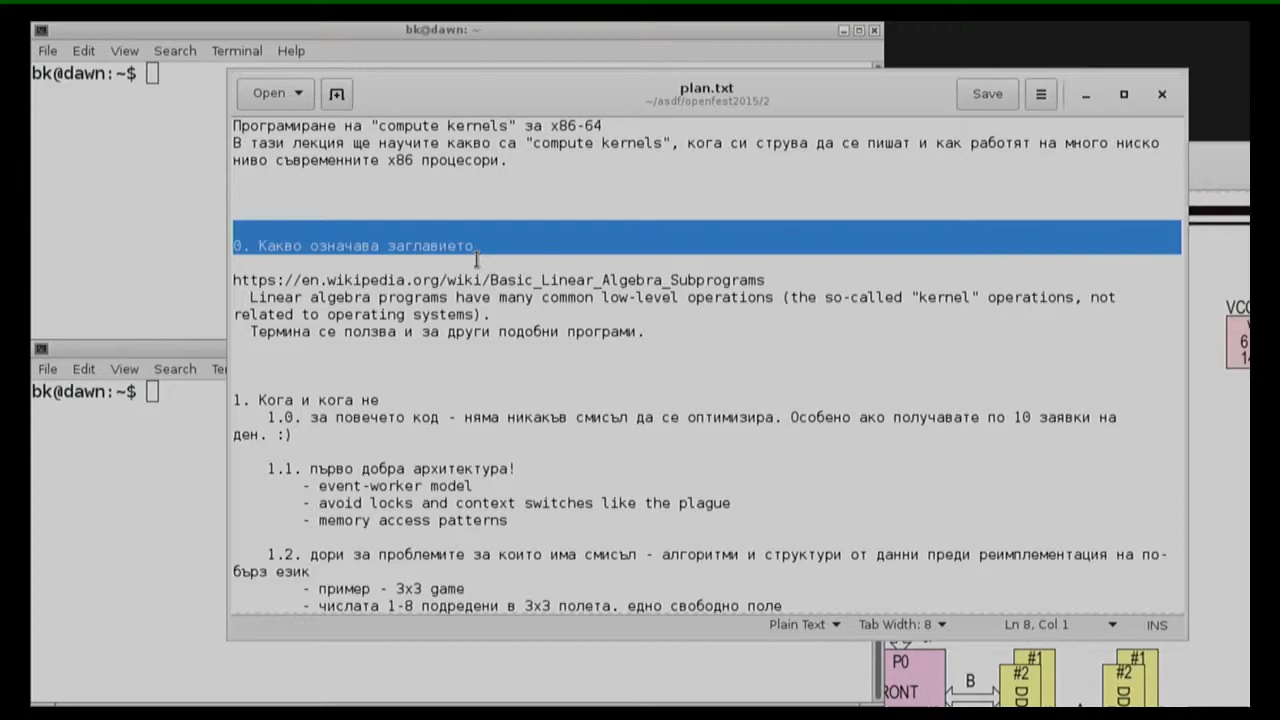 bk@dawn: ~
File Edit View Search Terminal Help
bk@dawn:~$
Open
plan.txt
~/asdf/openfest2015/2
Save
Програмиране на "compute kernels" за x86-64
В тази лекция ще научите какво са "compute kernels", кога си струва да се пишат и как работят на много ниско
ниво съвременните x86 процесори.
0. Какво означава заглавието
https://en.wikipedia.org/wiki/Basic_Linear_Algebra_Subprograms
Linear algebra programs have many common low-level operations (the so-called "kernel" operations, not
related to operating systems).
Термина се ползва и за други подобни програми.
1. Кога и кога не
1.0. за повечето код - няма никакъв смисъл да се оптимизира. Особено ако получавате по 10 заявки на
ден. :)
1.1. първо добра архитектура!
- event-worker model
- avoid locks and context switches like the plague
- memory access patterns
1.2. дори за проблемите за които има смисъл - алгоритми и структури от данни преди реимплементация на по-
бърз език
- пример - 3x3 game
- числата 1-8 подредени в 3x3 полета. едно свободно поле
Plain Text Tab Width: 8 Ln 8, Col 1 INS
File Edit View Search
bk@dawn:~$
P0
B
#1
#2
#1
#2